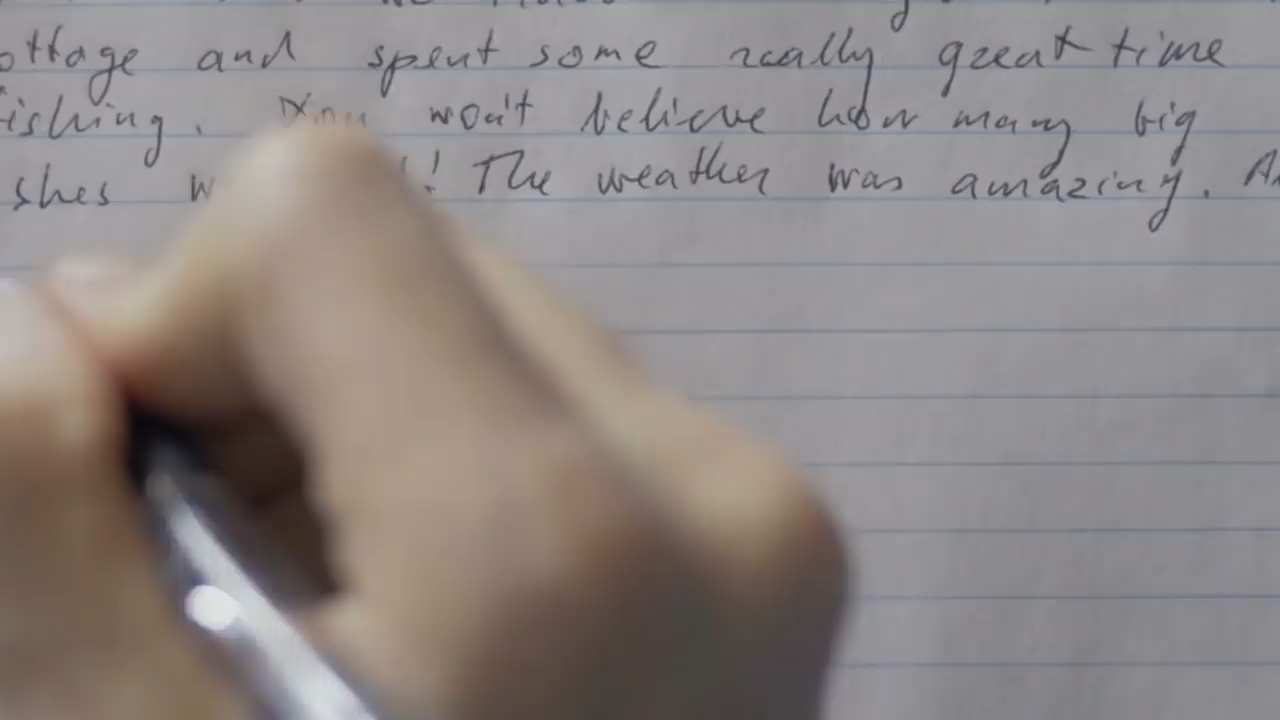 ottage and spent some really great time
ishing. You won't believe how many big
shes ! The weather was amazing.